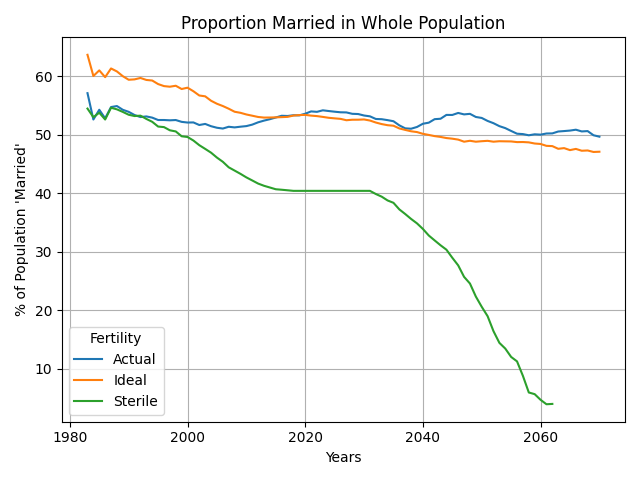 Proportion Married in Whole Population
% of Population 'Married'
60
50
40
30
20
10
Fertility
Actual
Ideal
Sterile
1980
2000
2020
2040
2060
Years